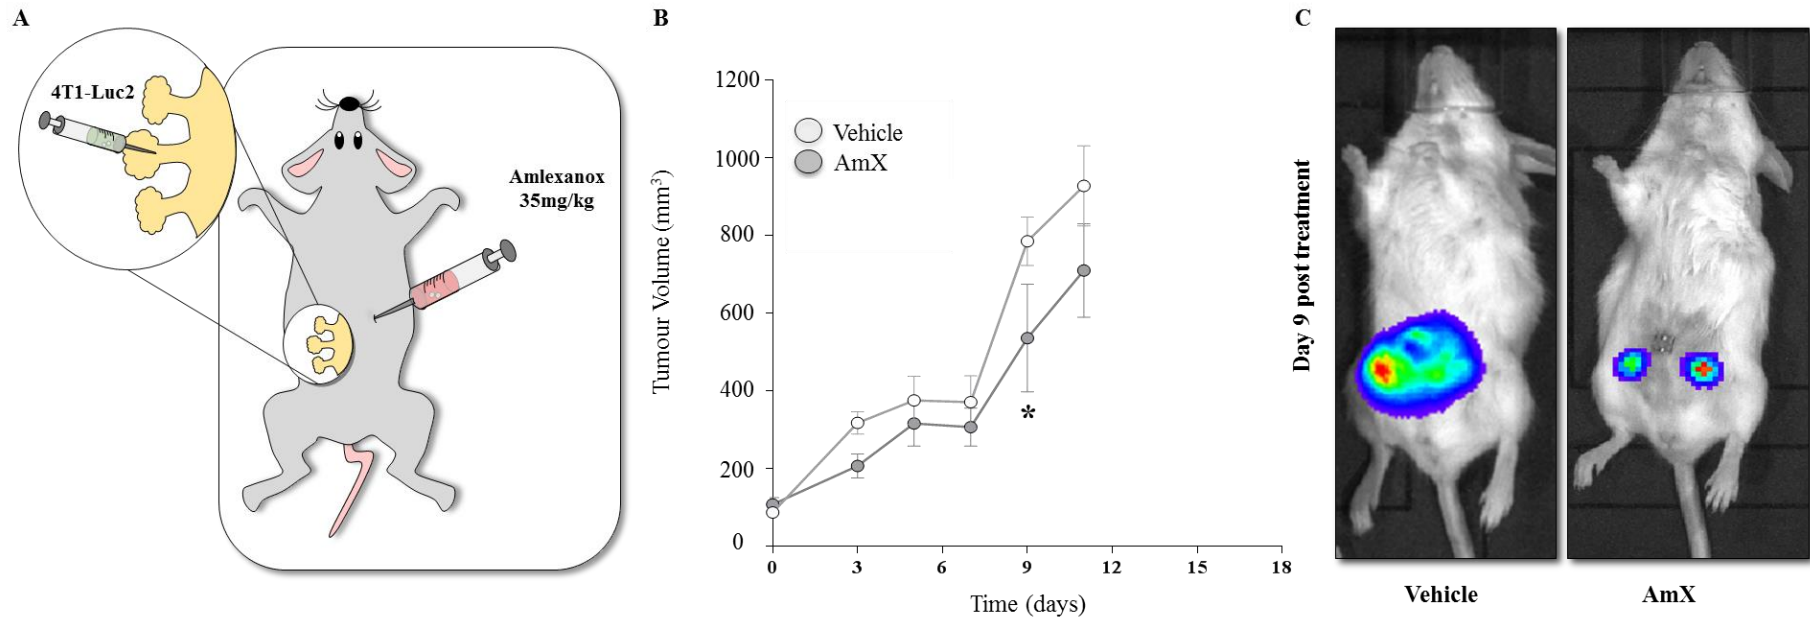 A
4T1-Luc2
Amlexanox
35mg/kg
B
Tumour Volume (mm³)
1200
1000
800
600
400
200
0
Vehicle
AmX
*
0 3 6 9 12 15 18
Time (days)
C
Day 9 post treatment
Vehicle
AmX